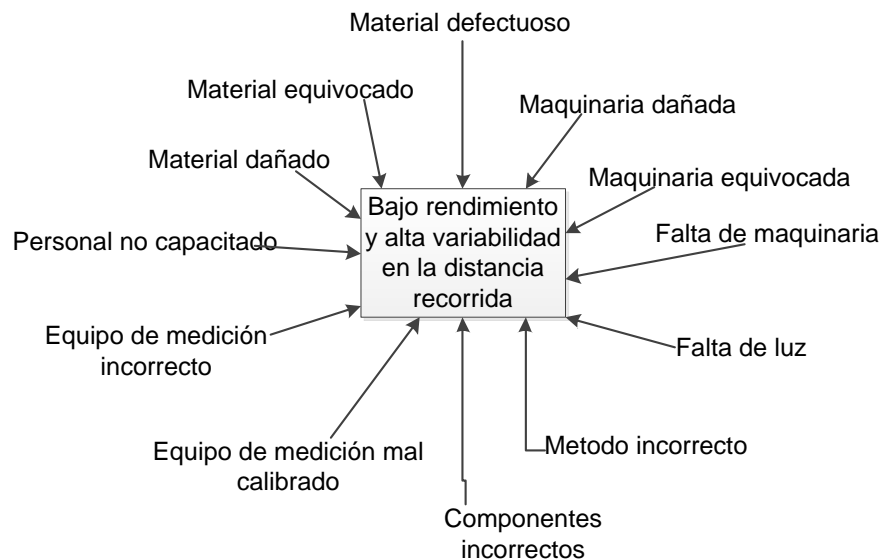 Material defectuoso
Material equivocado
Maquinaria dañada
Material dañado
Maquinaria equivocada
Bajo rendimiento
y alta variabilidad
en la distancia
recorrida
Personal no capacitado
Falta de maquinaria
Equipo de medición
incorrecto
Falta de luz
Equipo de medición mal
calibrado
Metodo incorrecto
Componentes
incorrectos